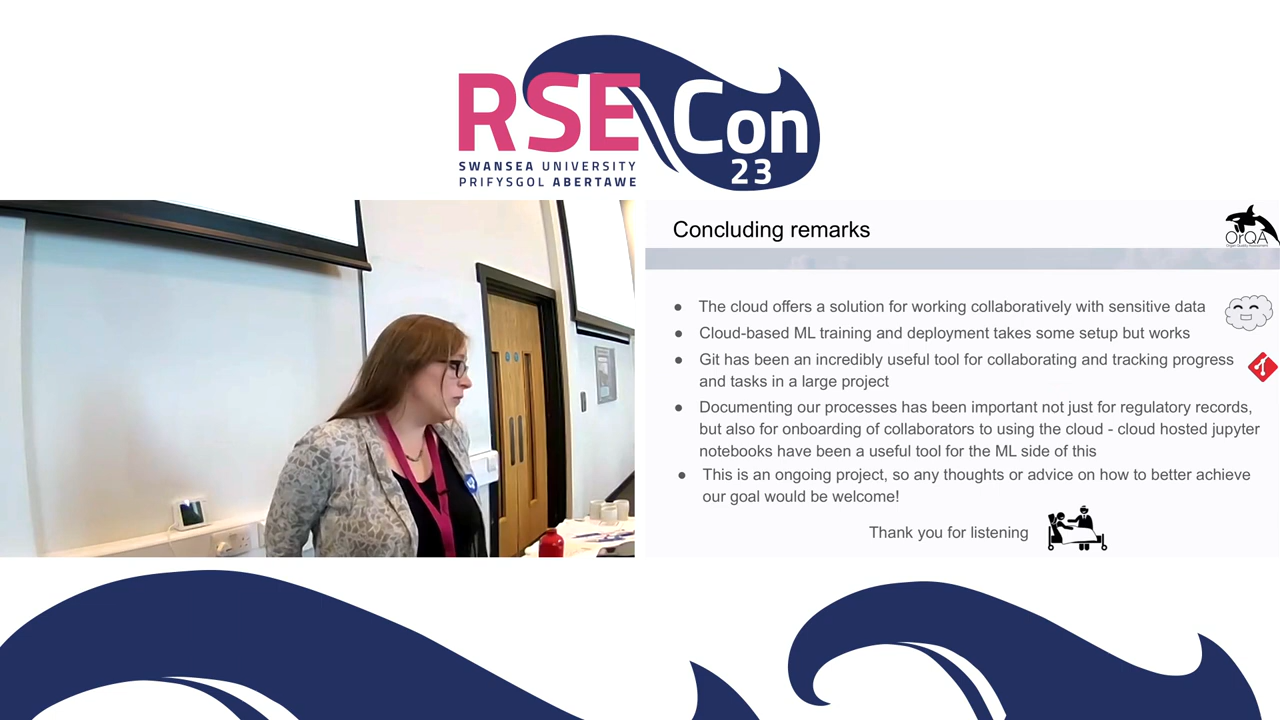 RSE Con
23
SWANSEA UNIVERSITY
PRIFYSGOL ABERTAWE
Concluding remarks
OrQA
● The cloud offers a solution for working collaboratively with sensitive data
● Cloud-based ML training and deployment takes some setup but works
● Git has been an incredibly useful tool for collaborating and tracking progress
and tasks in a large project
● Documenting our processes has been important not just for regulatory records,
but also for onboarding of collaborators to using the cloud - cloud hosted jupyter
notebooks have been a useful tool for the ML side of this
● This is an ongoing project, so any thoughts or advice on how to better achieve
our goal would be welcome!
Thank you for listening